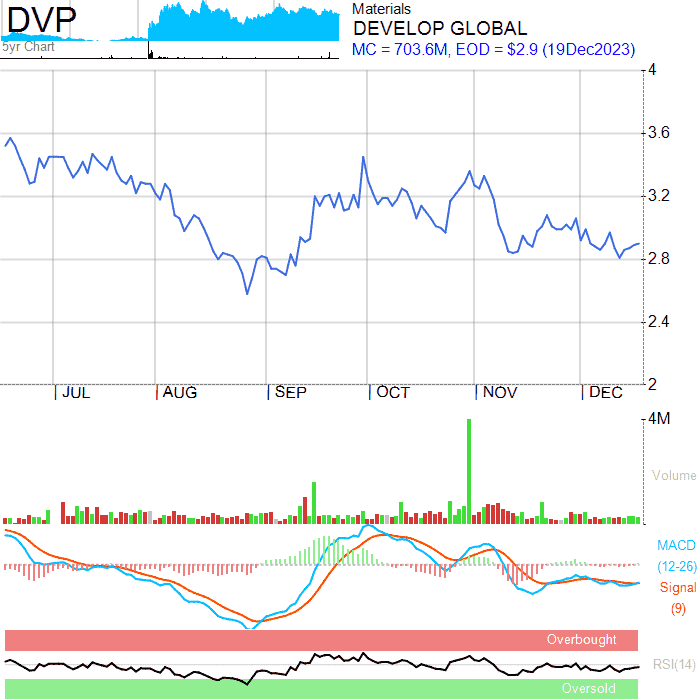 DVP
5yr Chart
Materials
DEVELOP GLOBAL
MC = 703.6M, EOD = $2.9 (19Dec2023)
4
3.6
3.2
2.8
2.4
2
JUL AUG SEP OCT NOV DEC
4M
Volume
MACD
(12-26)
Signal
(9)
Overbought
RSI(14)
Oversold